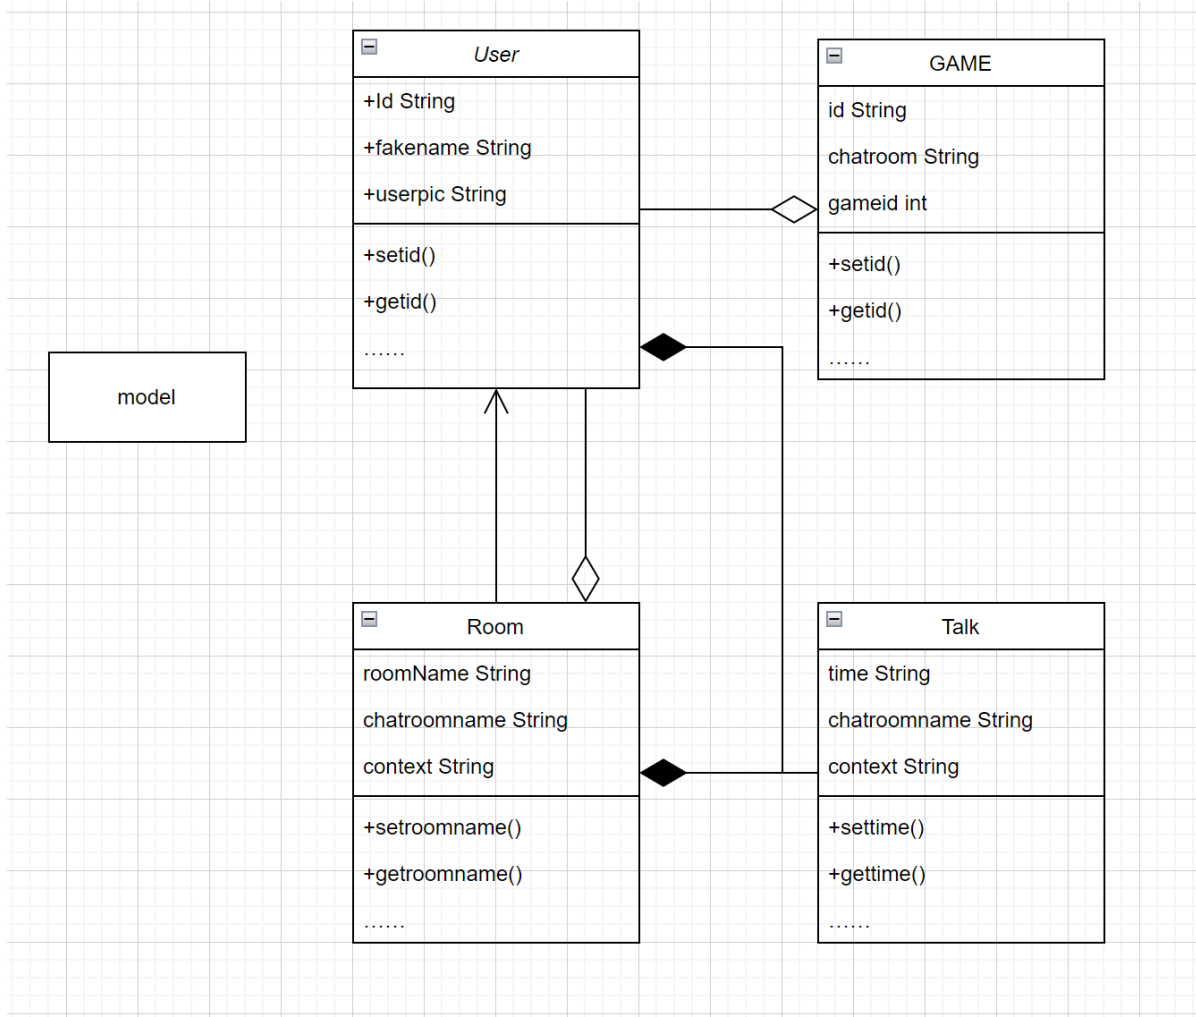 User
+Id String
+fakename String
+userpic String
+setid()
+getid()
......
GAME
id String
chatroom String
gameid int
+setid()
+getid()
......
model
Room
roomName String
chatroomname String
context String
+setroomname()
+getroomname()
......
Talk
time String
chatroomname String
context String
+settime()
+gettime()
......